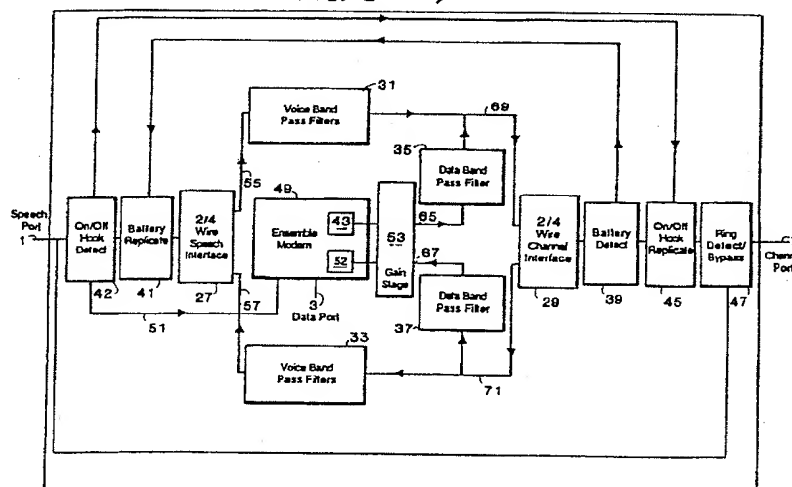 31
Voice Band
Pass Filters
69
35
Data Band
Pass Filter
55
49
Ensemble
Modem
43
52
53
Gain
Stage
65
67
Speech
Port
1
On/Off
Hook
Detect
42
Battery
Replicate
41
2/4
Wire
Speech
Interface
27
57
3
Data Port
51
Data Band
Pass Filter
37
2/4
Wire
Channel
Interface
29
Battery
Detect
39
On/Off
Hook
Replicate
45
Ring
Detect/
Bypass
47
Channel
Port
33
Voice Band
Pass Filters
71